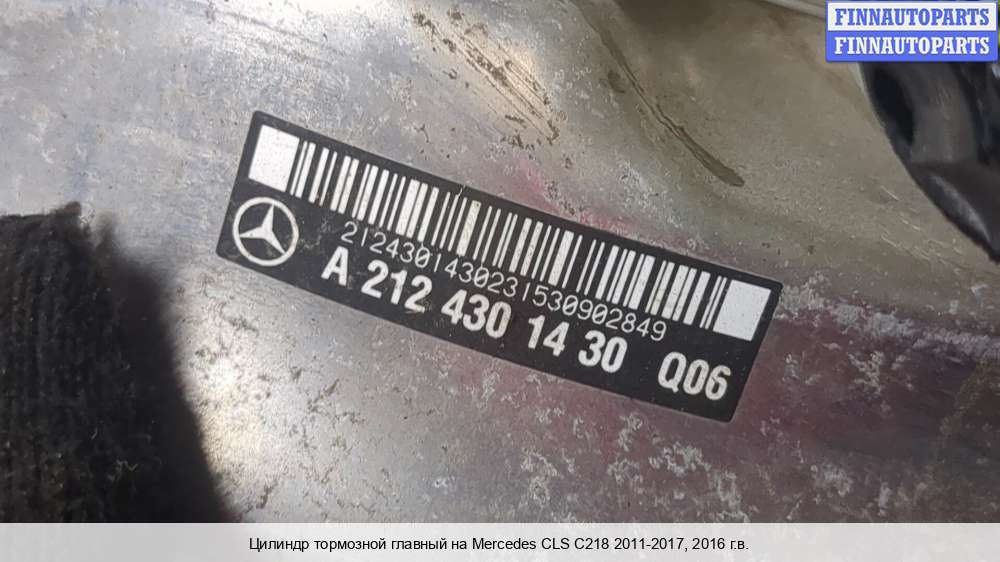 FINNAUTOPARTS
FINNAUTOPARTS
2124301430231530902849
A 212 430 14 30 Q06
Цилиндр тормозной главный на Mercedes CLS C218 2011-2017, 2016 г.в.